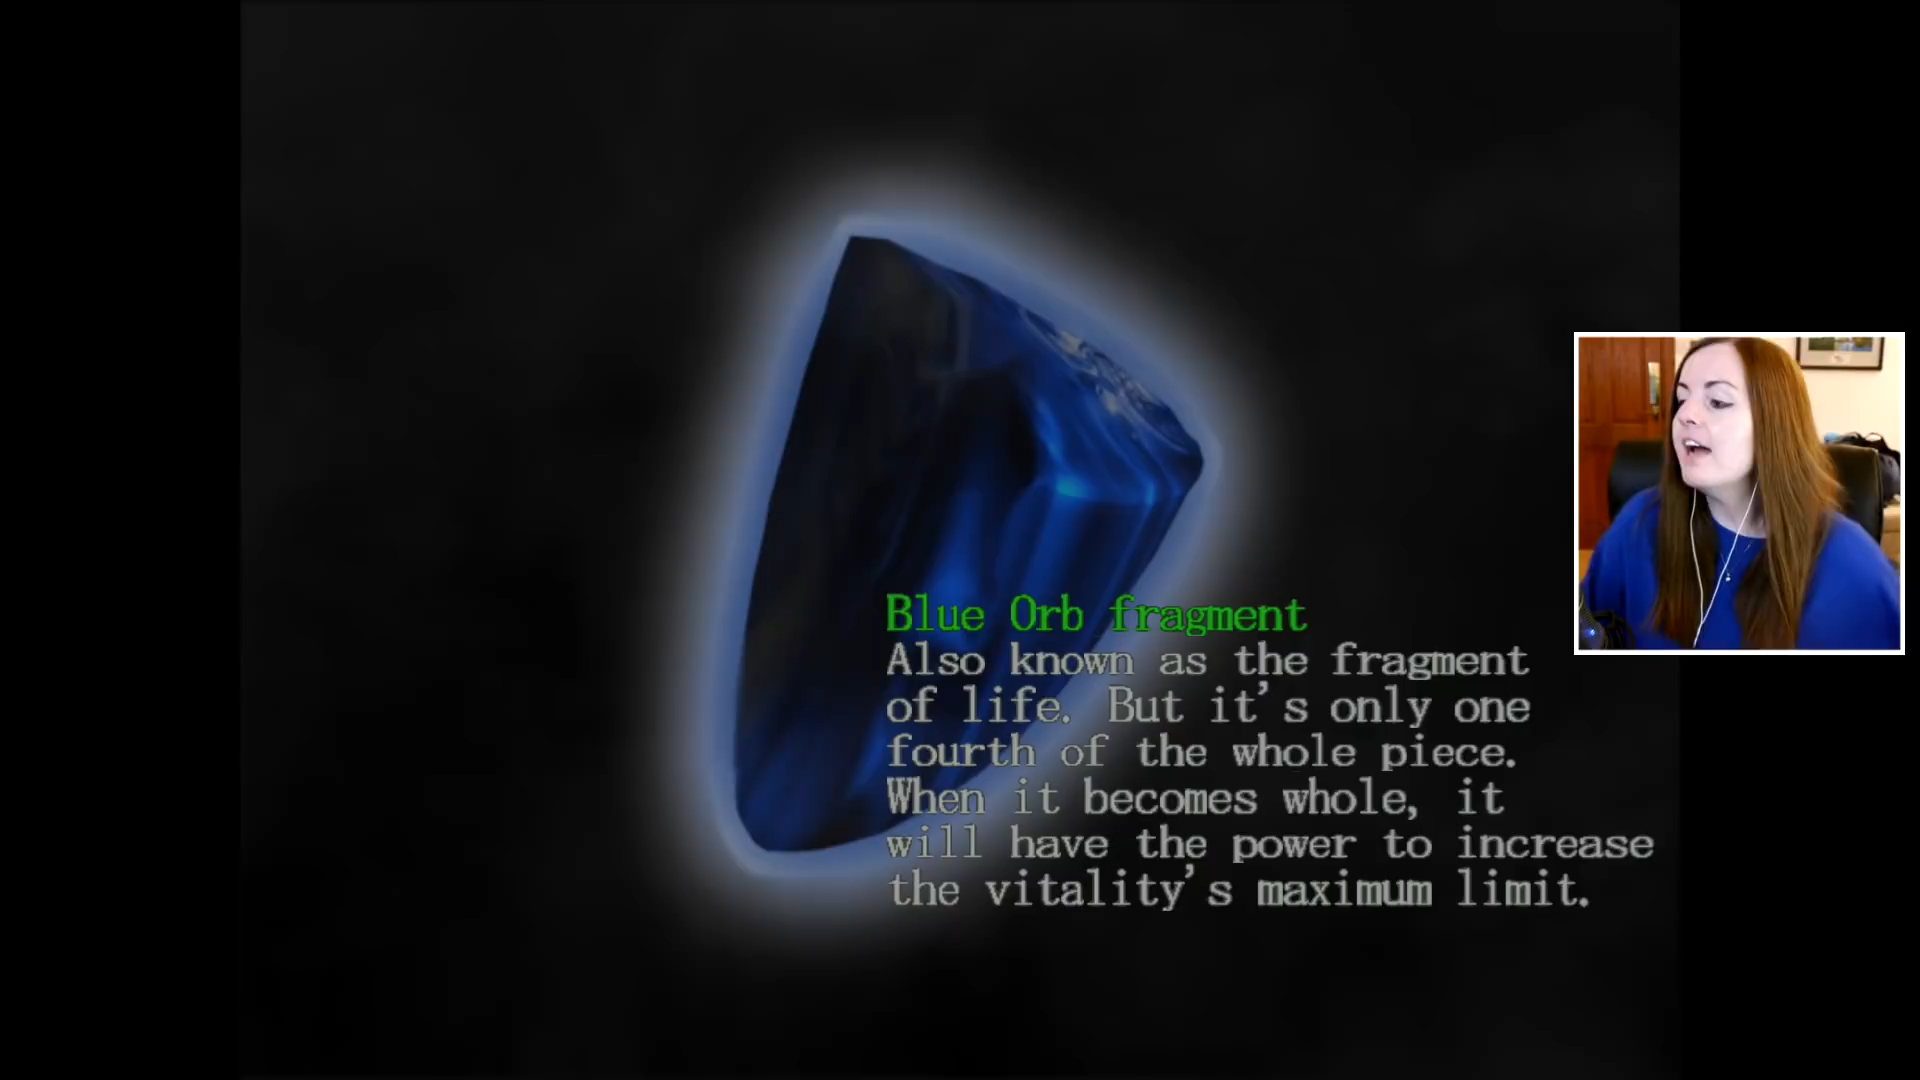 Blue Orb fragment
Also known as the fragment
of life. But it's only one
fourth of the whole piece.
When it becomes whole, it
will have the power to increase
the vitality's maximum limit.